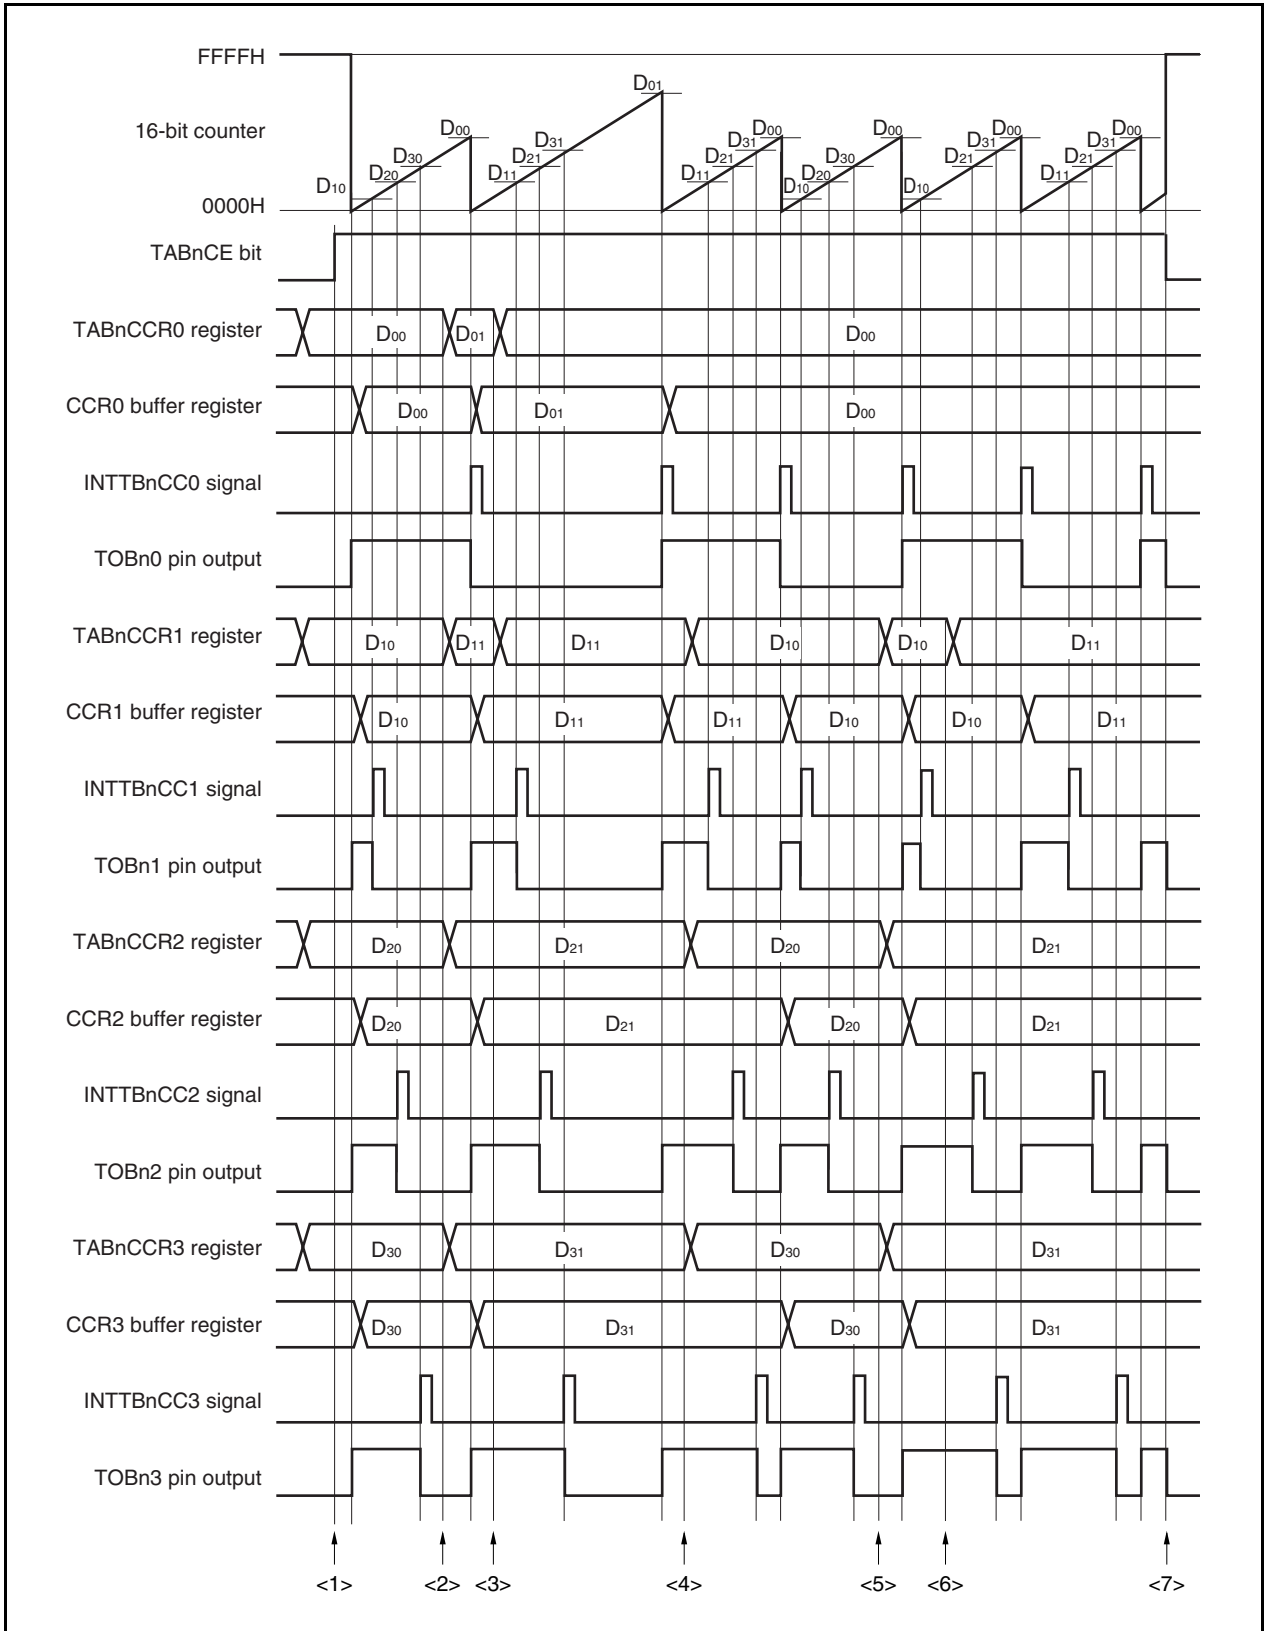 FFFFH
D01
16-bit counter
D00 D00 D00 D00 D00
D31 D31 D31 D31
D30 D21 D21 D30 D21 D21
D20 D11 D11 D20 D11
D10 D10 D10
0000H
TABnCE bit
TABnCCR0 register D00 D01 D00
CCR0 buffer register D00 D01 D00
INTTBnCC0 signal
TOBn0 pin output
TABnCCR1 register D10 D11 D11 D10 D10 D11
CCR1 buffer register D10 D11 D11 D10 D10 D11
INTTBnCC1 signal
TOBn1 pin output
TABnCCR2 register D20 D21 D20 D21
CCR2 buffer register D20 D21 D20 D21
INTTBnCC2 signal
TOBn2 pin output
TABnCCR3 register D30 D31 D30 D31
CCR3 buffer register D30 D31 D30 D31
INTTBnCC3 signal
TOBn3 pin output
<1> <2> <3> <4> <5> <6> <7>